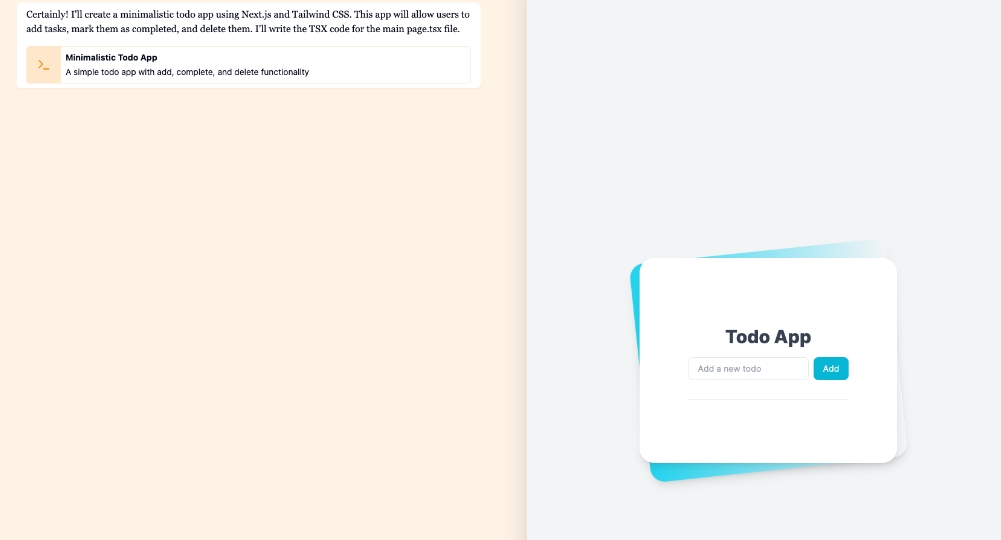 Certainly! I'll create a minimalistic todo app using Next.js and Tailwind CSS. This app will allow users to
add tasks, mark them as completed, and delete them. I'll write the TSX code for the main page.tsx file.
>_
Minimalistic Todo App
A simple todo app with add, complete, and delete functionality
Todo App
Add a new todo
Add